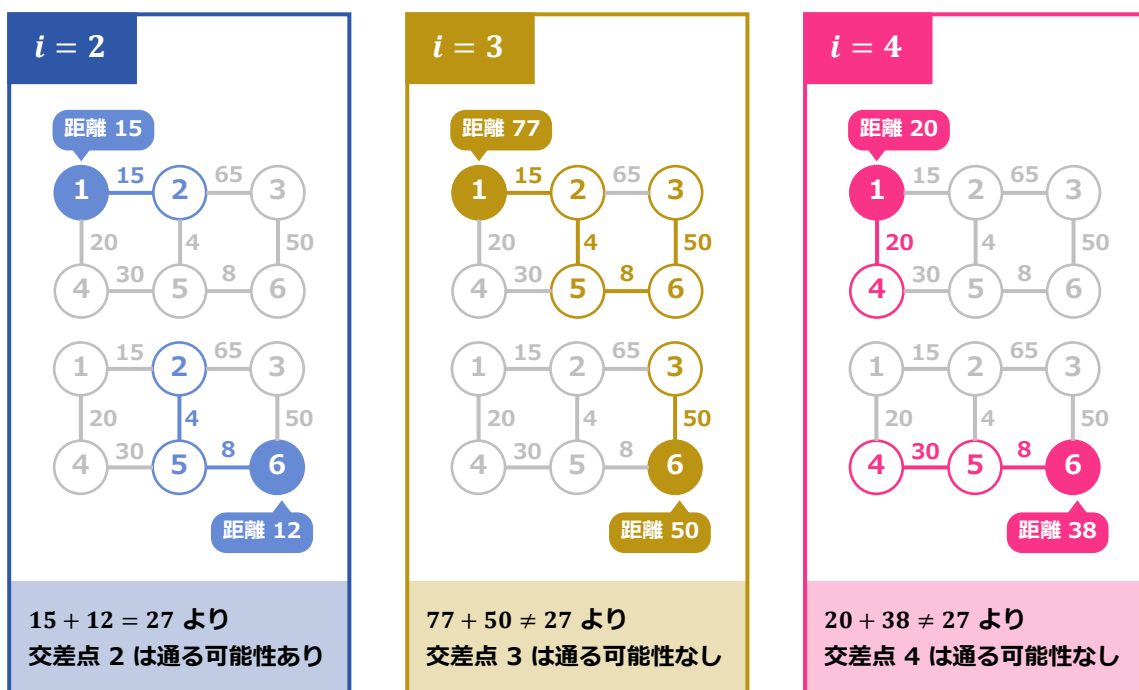 i = 2
距離 15
15 65
1 2 3
20 4 50
30 8
4 5 6
15 65
1 2 3
20 4 50
30 8
4 5 6
距離 12
15 + 12 = 27 より
交差点 2 は通る可能性あり
i = 3
距離 77
15 65
1 2 3
20 4 50
30 8
4 5 6
15 65
1 2 3
20 4 50
30 8
4 5 6
距離 50
77 + 50 ≠ 27 より
交差点 3 は通る可能性なし
i = 4
距離 20
15 65
1 2 3
20 4 50
30 8
4 5 6
15 65
1 2 3
20 4 50
30 8
4 5 6
距離 38
20 + 38 ≠ 27 より
交差点 4 は通る可能性なし